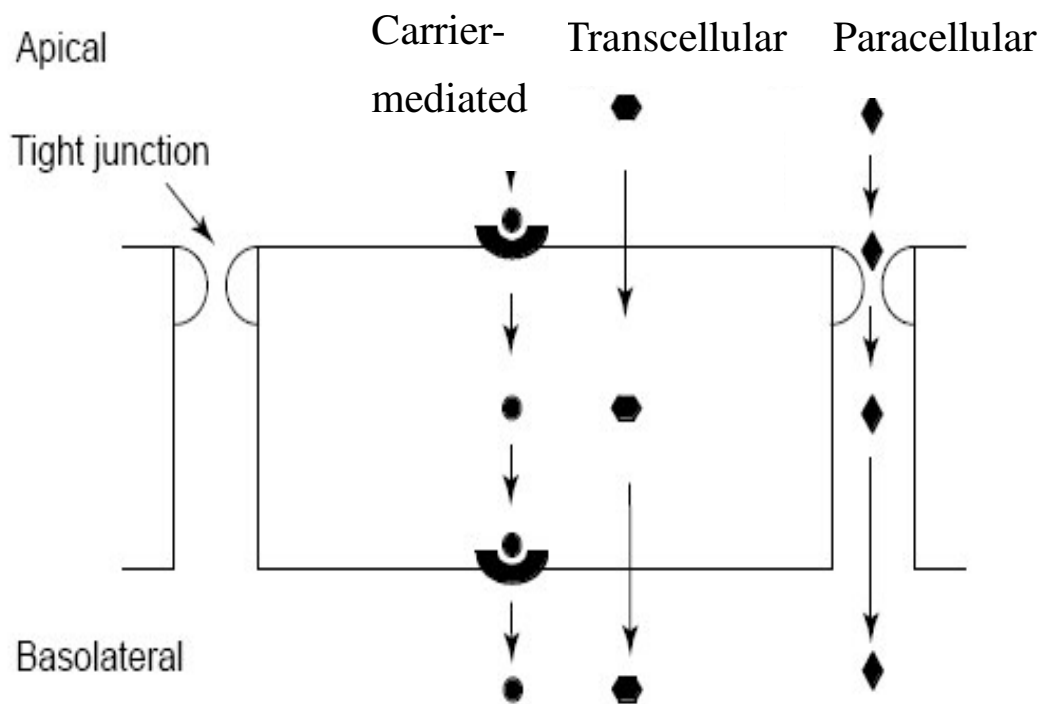 Apical
Carrier-
mediated
Transcellular
Paracellular
Tight junction
Basolateral